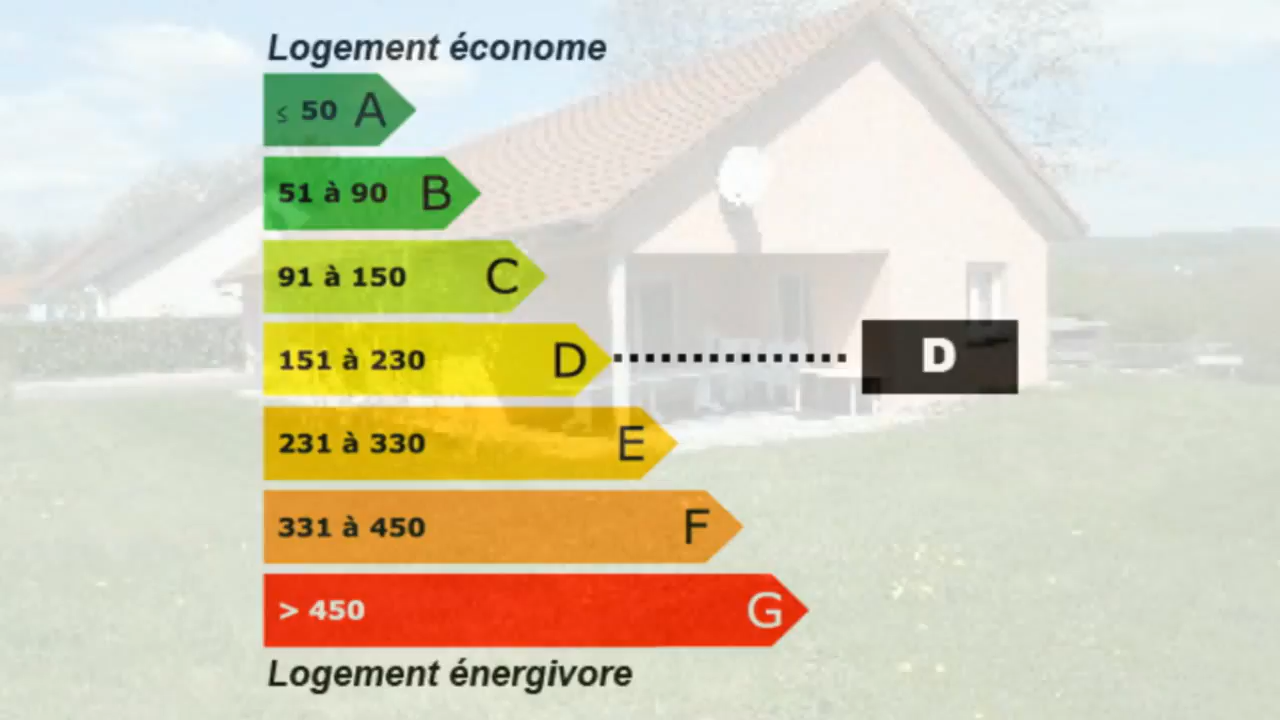 Logement économe
≤ 50 A
51 à 90 B
91 à 150 C
151 à 230 D
D
231 à 330 E
331 à 450 F
> 450 G
Logement énergivore